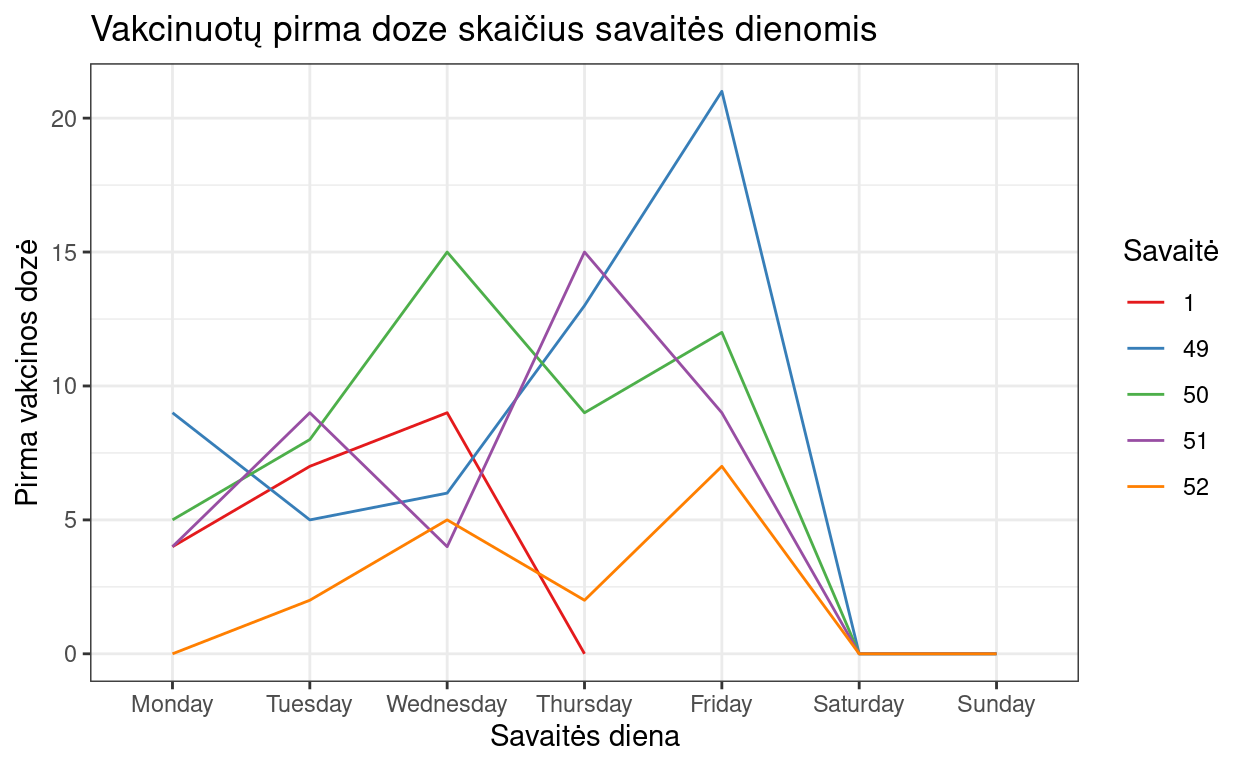 Vakcinuotų pirma doze skaičius savaitės dienomis
Pirma vakcinos dozė
20
15
10
5
0
Monday
Tuesday
Wednesday
Thursday
Friday
Saturday
Sunday
Savaitės diena
Savaitė
1
49
50
51
52